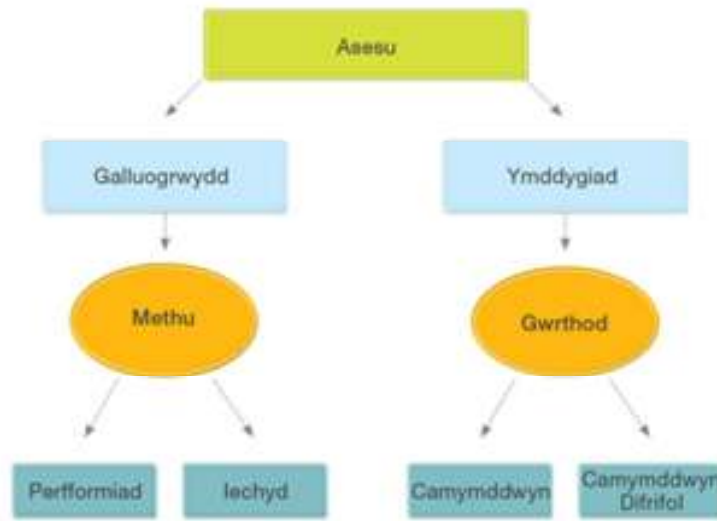 Asesu
Galluogrwydd
Ymddygiad
Methu
Gwrthod
Perfformiad
Iechyd
Camymddwyn
Camymddwyn
Difrifol